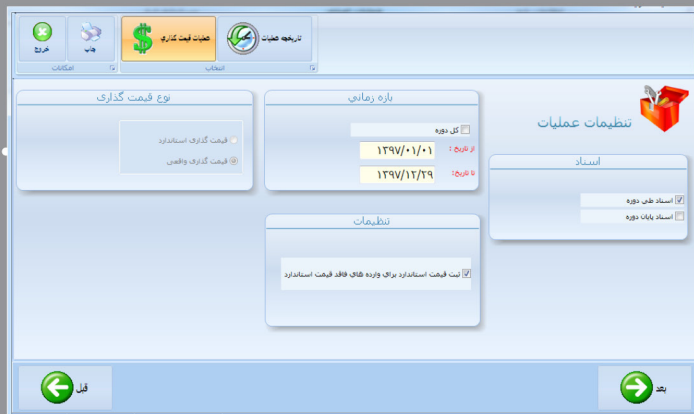 تاریخچه عملیات
عملیات قیمت گذاری
چاپ
خروج
انتخاب
امکانات
تنظیمات عملیات
اسناد
اسناد طی دوره
اسناد پایان دوره
بازه زمانی
کل دوره
از تاریخ :
۱۳۹۷/۰۱/۰۱
تا تاریخ :
۱۳۹۷/۱۲/۲۹
نوع قیمت گذاری
قیمت گذاری استاندارد
قیمت گذاری واقعی
تنظیمات
ثبت قیمت استاندارد برای وارده های فاقد قیمت استاندارد
بعد
قبل